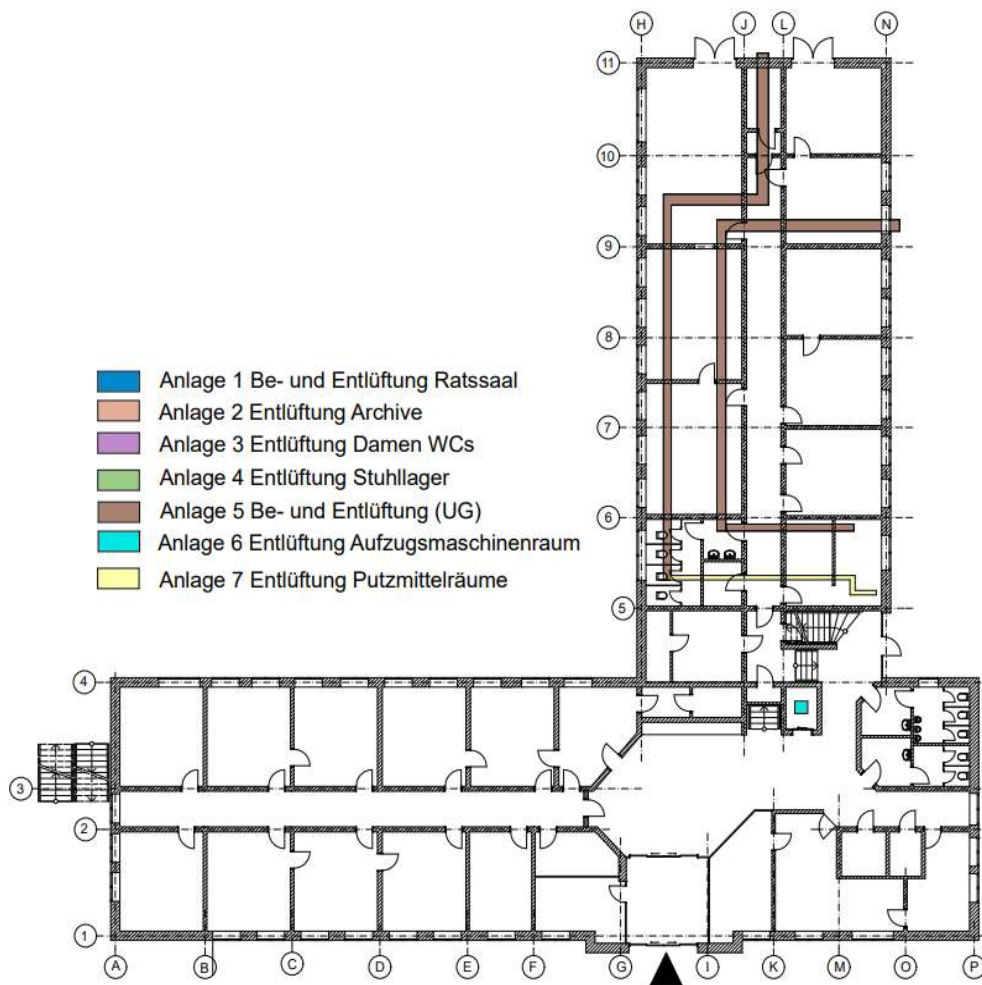 H J L N
11
10
9
8
Anlage 1 Be- und Entlüftung Ratssaal
Anlage 2 Entlüftung Archive
7
Anlage 3 Entlüftung Damen WCs
Anlage 4 Entlüftung Stuhllager
Anlage 5 Be- und Entlüftung (UG)
6
Anlage 6 Entlüftung Aufzugsmaschinenraum
Anlage 7 Entlüftung Putzmittelräume
5
4
3
2
1
A B C D E F G I K M O P